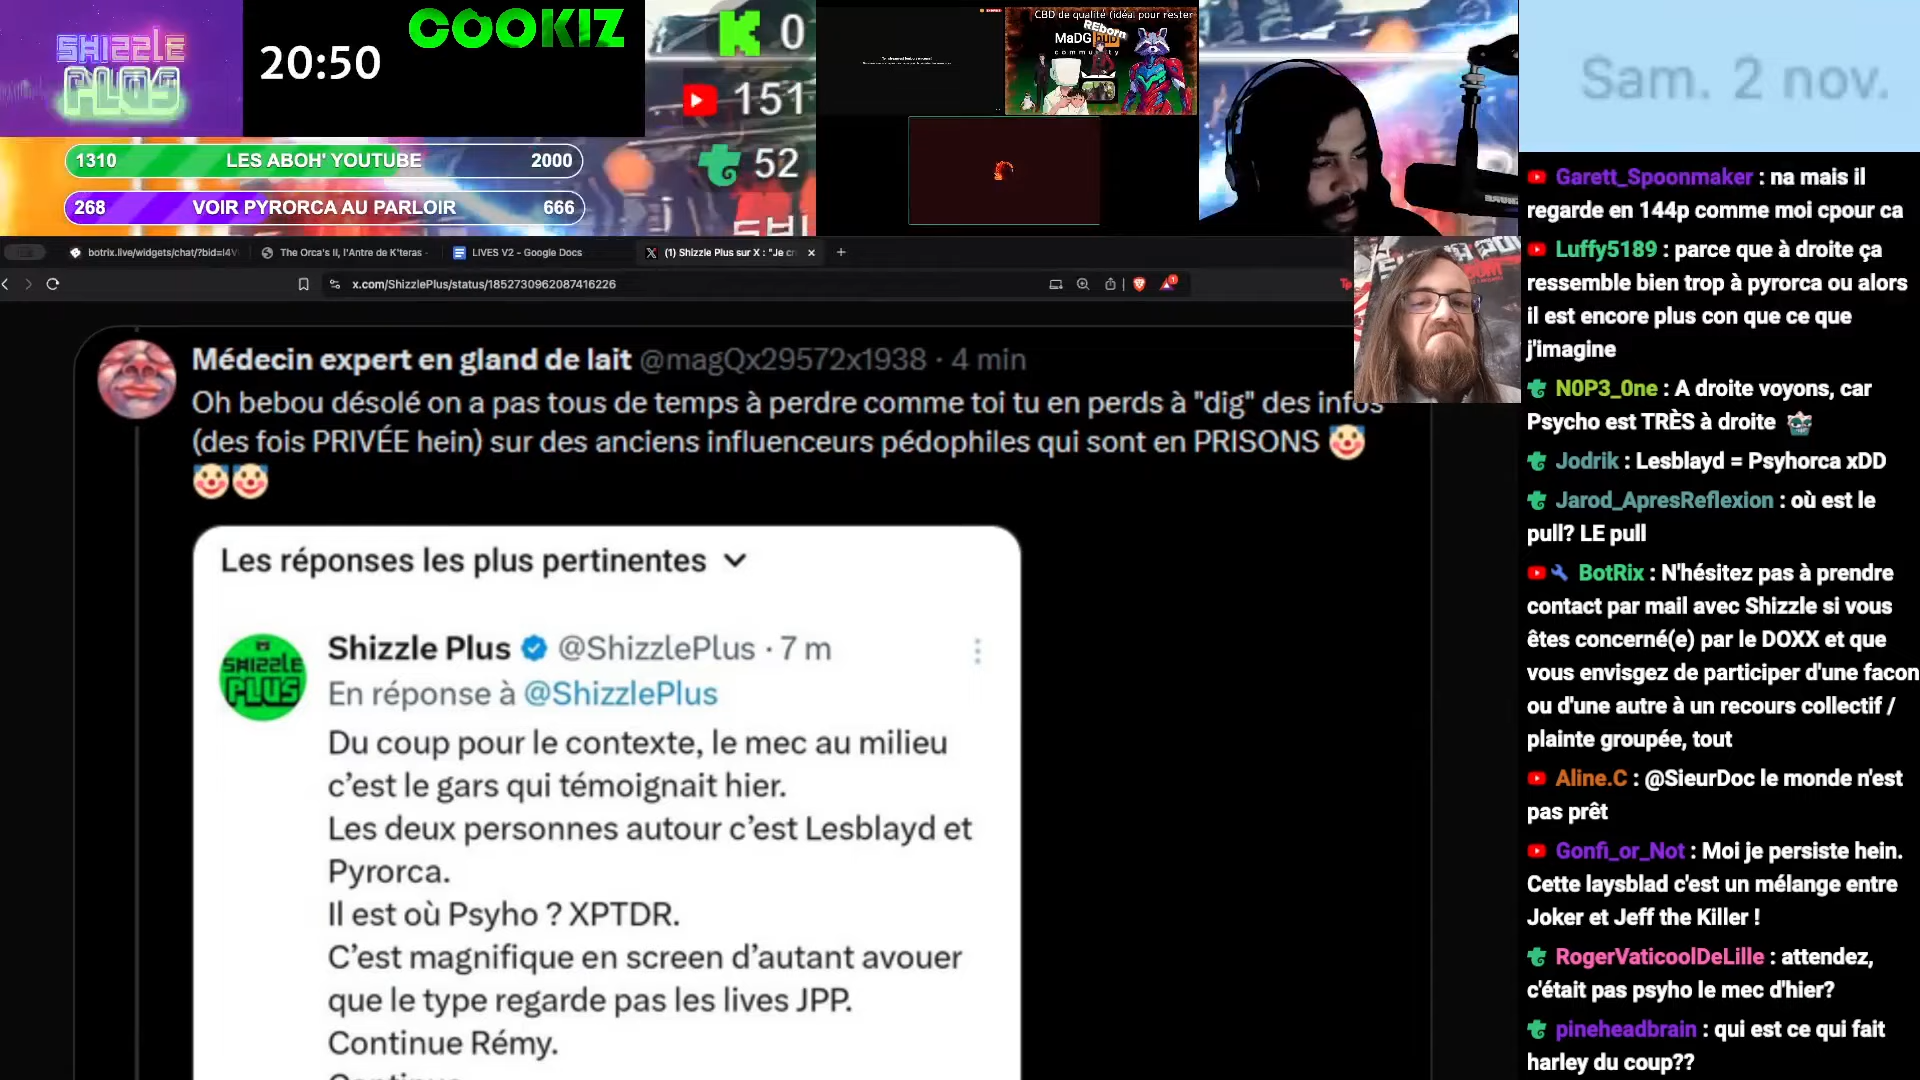 SHIZZLE
PLUS
20:50
COOKIZ
0
151
52
1310 LES ABOH' YOUTUBE 2000
268 VOIR PYRORCA AU PARLOIR 666
CBD de qualité (idéal pour rester
REborn
MaDG hub
community
Sam. 2 nov.
botrix.live/widgets/chat/?bid=l4V
The Orca's II, l'Antre de K'teras
LIVES V2 - Google Docs
(1) Shizzle Plus sur X : "Je c
x.com/ShizzlePlus/status/1852730962087416226
Médecin expert en gland de lait @magQx29572x1938 · 4 min
Oh bebou désolé on a pas tous de temps à perdre comme toi tu en perds à "dig" des infos
(des fois PRIVÉE hein) sur des anciens influenceurs pédophiles qui sont en PRISONS 🤡
🤡🤡
Les réponses les plus pertinentes
SHIZZLE
PLUS
Shizzle Plus @ShizzlePlus · 7 m
En réponse à @ShizzlePlus
Du coup pour le contexte, le mec au milieu
c’est le gars qui témoignait hier.
Les deux personnes autour c’est Lesblayd et
Pyrorca.
Il est où Psyho ? XPTDR.
C’est magnifique en screen d’autant avouer
que le type regarde pas les lives JPP.
Continue Rémy.
Garett_Spoonmaker : na mais il
regarde en 144p comme moi cpour ca
Luffy5189 : parce que à droite ça
ressemble bien trop à pyrorca ou alors
il est encore plus con que ce que
j'imagine
N0P3_0ne : A droite voyons, car
Psycho est TRÈS à droite
Jodrik : Lesblayd = Psyhorca xDD
Jarod_ApresReflexion : où est le
pull? LE pull
BotRix : N'hésitez pas à prendre
contact par mail avec Shizzle si vous
êtes concerné(e) par le DOXX et que
vous envisgez de participer d'une facon
ou d'une autre à un recours collectif /
plainte groupée, tout
Aline.C : @SieurDoc le monde n'est
pas prêt
Gonfi_or_Not : Moi je persiste hein.
Cette laysblad c'est un mélange entre
Joker et Jeff the Killer !
RogerVaticoolDeLille : attendez,
c'était pas psyho le mec d'hier?
pineheadbrain : qui est ce qui fait
harley du coup??